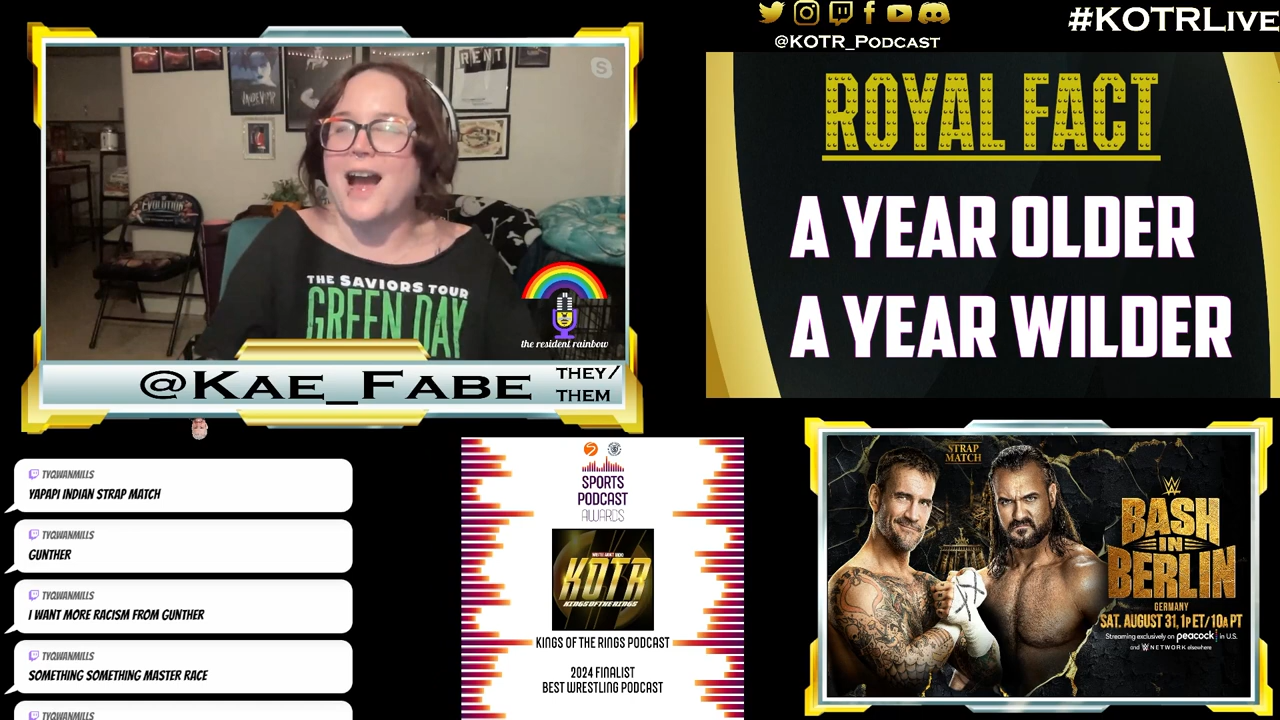 @KOTR_Podcast
#KOTRLive
RENT
EVOLUTION
THE SAVIORS TOUR
GREEN DAY
the resident rainbow
@Kae_Fabe
THEY/
THEM
ROYAL FACT
A YEAR OLDER
A YEAR WILDER
TYQWANMILLS
YAPAPI INDIAN STRAP MATCH
TYQWANMILLS
GUNTHER
TYQWANMILLS
I WANT MORE RACISM FROM GUNTHER
TYQWANMILLS
SOMETHING SOMETHING MASTER RACE
TYQWANMILLS
SPORTS
PODCAST
AWARDS
KOTR
KINGS OF THE RINGS
KINGS OF THE RINGS PODCAST
2024 FINALIST
BEST WRESTLING PODCAST
STRAP
MATCH
W
BASH
IN
BERLIN
GERMANY
SAT. AUGUST 31, 1P ET/10A PT
Streaming exclusively on peacock in U.S.
and W NETWORK elsewhere